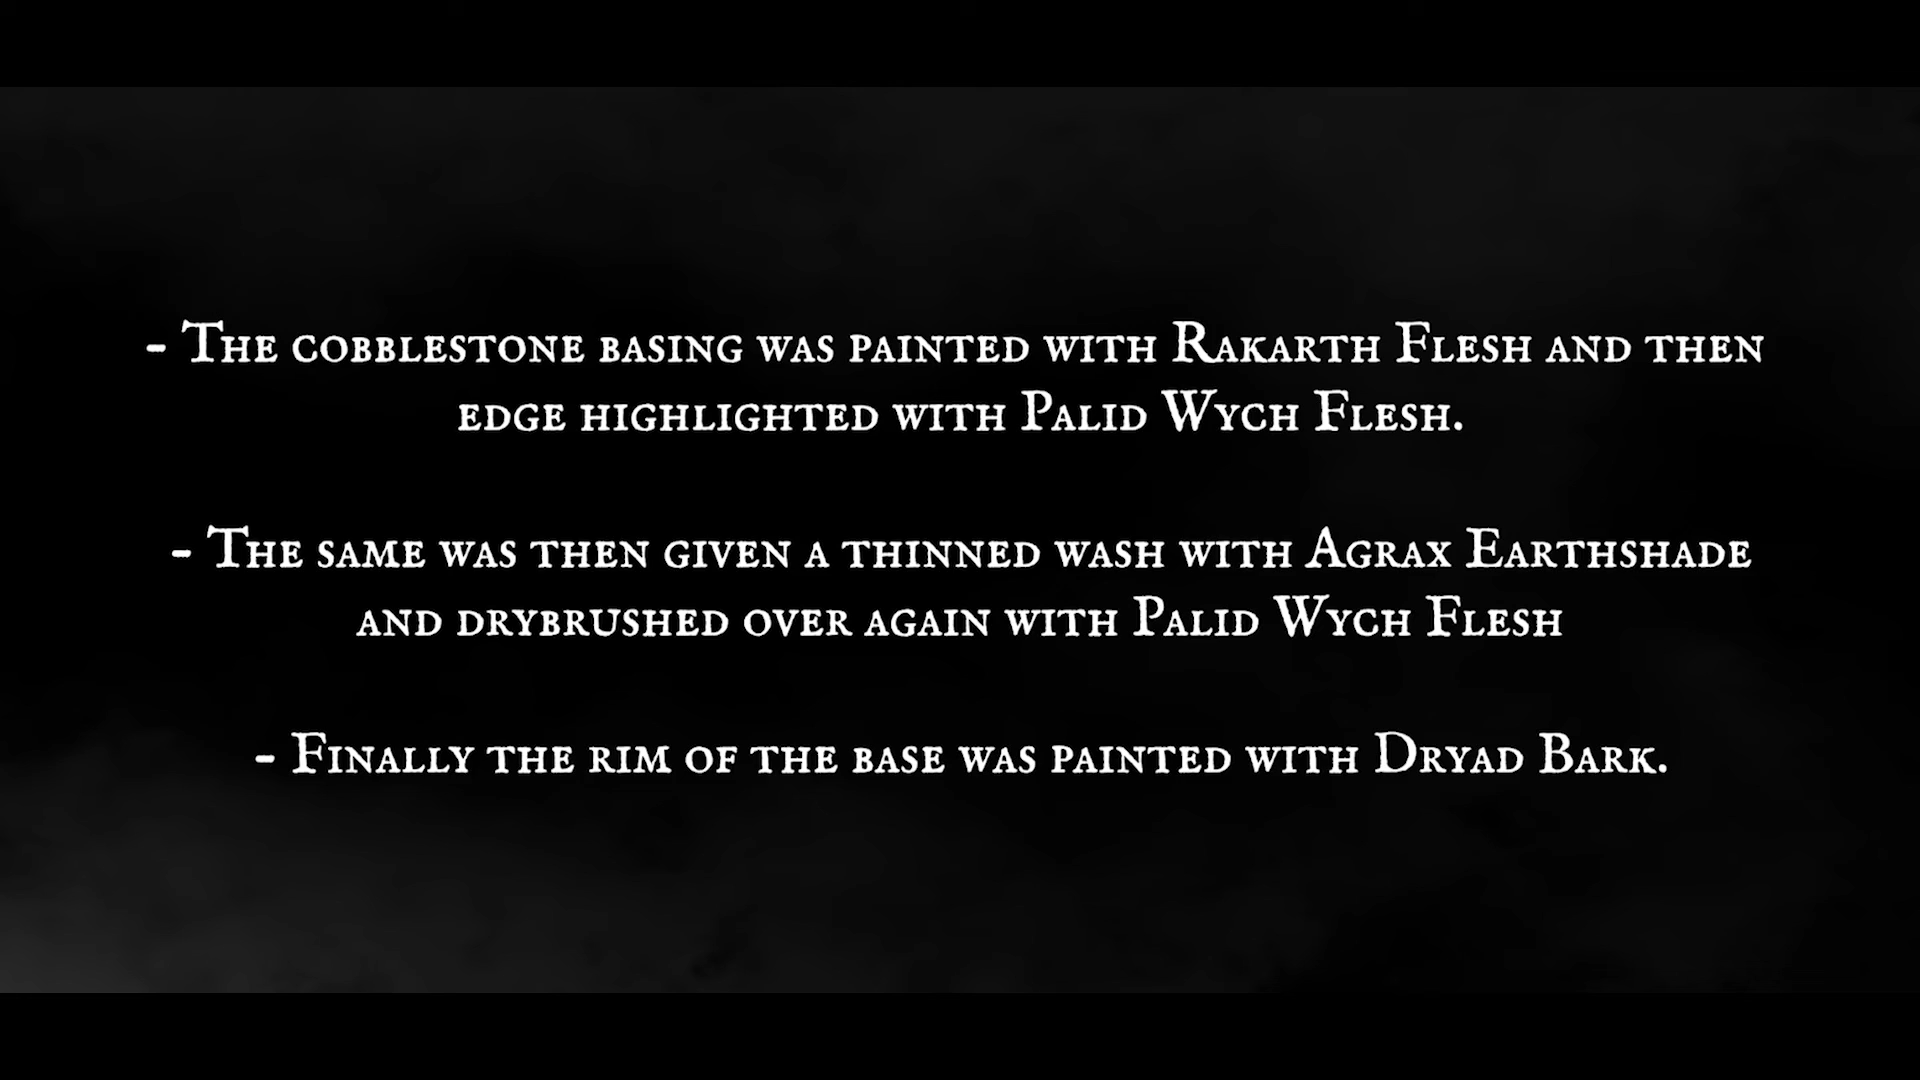 - The cobblestone basing was painted with Rakarth Flesh and then
edge highlighted with Palid Wych Flesh.
- The same was then given a thinned wash with Agrax Earthshade
and drybrushed over again with Palid Wych Flesh
- Finally the rim of the base was painted with Dryad Bark.